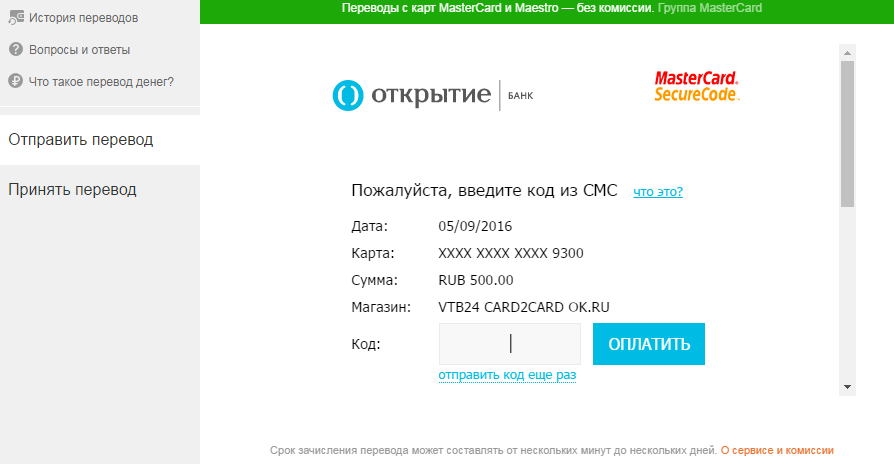 Переводы с карт MasterCard и Maestro — без комиссии. Группа MasterCard
История переводов
Вопросы и ответы
Что такое перевод денег?
Отправить перевод
Принять перевод
открытие БАНК
MasterCard.
SecureCode.
Пожалуйста, введите код из СМС что это?
Дата: 05/09/2016
Карта: XXXX XXXX XXXX 9300
Сумма: RUB 500.00
Магазин: VTB24 CARD2CARD OK.RU
Код: ОПЛАТИТЬ
отправить код еще раз
Срок зачисления перевода может составлять от нескольких минут до нескольких дней. О сервисе и комиссии